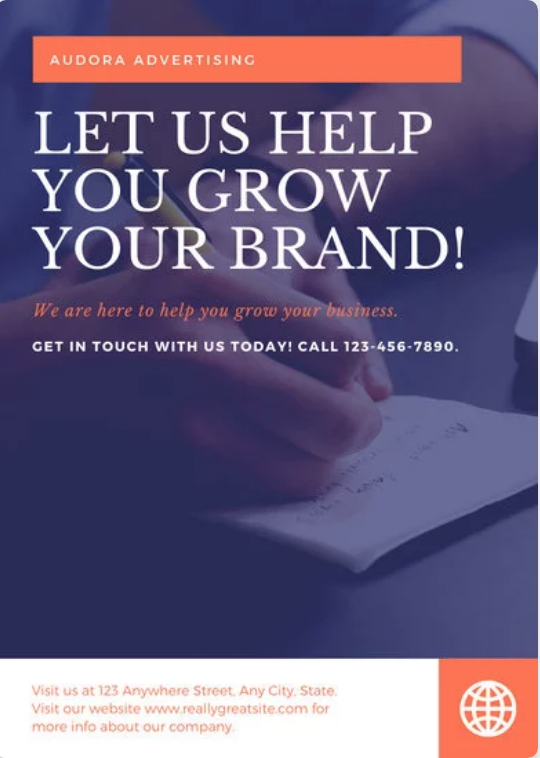 AUDORA ADVERTISING
LET US HELP
YOU GROW
YOUR BRAND!
We are here to help you grow your business.
GET IN TOUCH WITH US TODAY! CALL 123-456-7890.
Visit us at 123 Anywhere Street, Any City, State.
Visit our website www.reallygreatsite.com for
more info about our company.